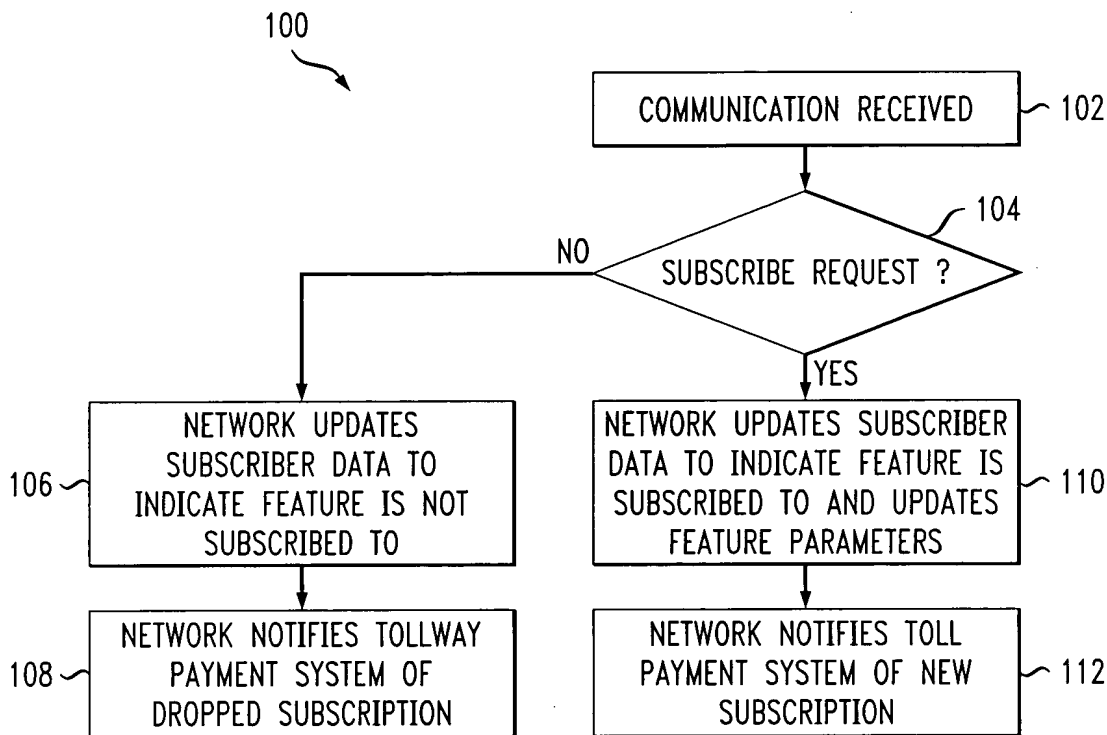 100
COMMUNICATION RECEIVED
102
104
SUBSCRIBE REQUEST ?
NO
YES
NETWORK UPDATES
SUBSCRIBER DATA TO
INDICATE FEATURE IS NOT
SUBSCRIBED TO
106
NETWORK UPDATES SUBSCRIBER
DATA TO INDICATE FEATURE IS
SUBSCRIBED TO AND UPDATES
FEATURE PARAMETERS
110
NETWORK NOTIFIES TOLLWAY
PAYMENT SYSTEM OF
DROPPED SUBSCRIPTION
108
NETWORK NOTIFIES TOLL
PAYMENT SYSTEM OF NEW
SUBSCRIPTION
112